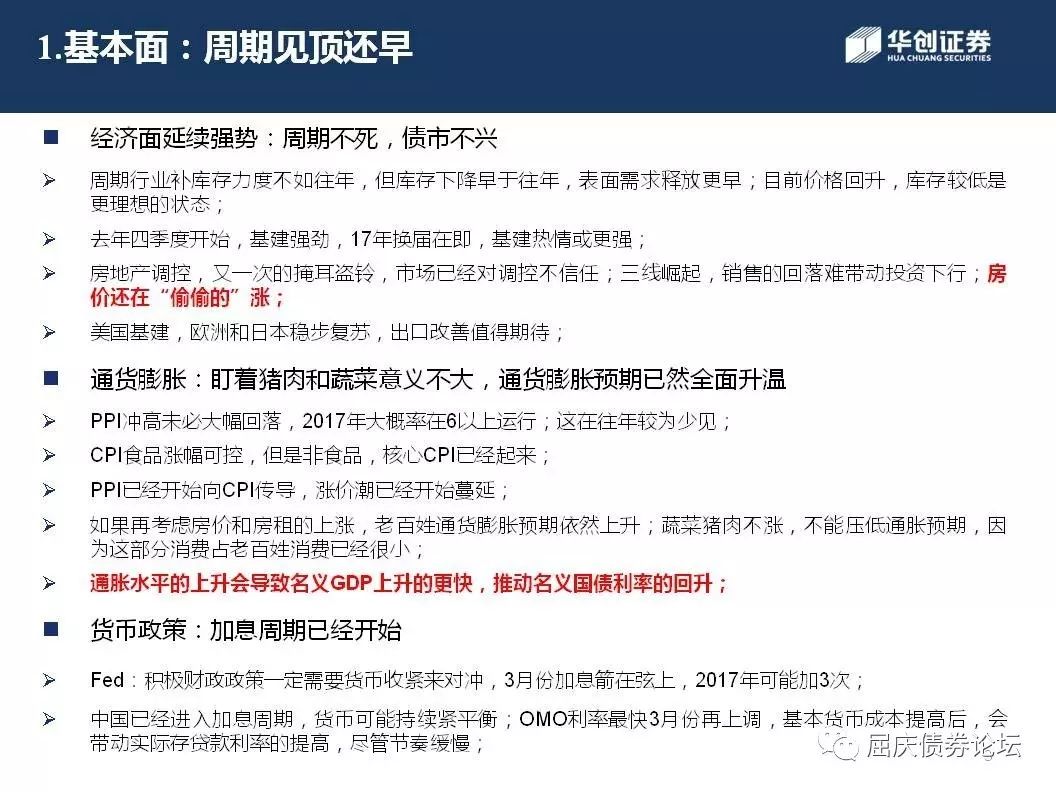 1.基本面：周期见顶还早
华创证券
HUA CHUANG SECURITIES
■ 经济面延续强势：周期不死，债市不兴
➢ 周期行业补库存力度不如往年，但库存下降早于往年，表面需求释放更早；目前价格回升，库存较低是
更理想的状态；
➢ 去年四季度开始，基建强劲，17年换届在即，基建热情或更强；
➢ 房地产调控，又一次的掩耳盗铃，市场已经对调控不信任；三线崛起，销售的回落难带动投资下行；房
价还在“偷偷的”涨；
➢ 美国基建，欧洲和日本稳步复苏，出口改善值得期待；
■ 通货膨胀：盯着猪肉和蔬菜意义不大，通货膨胀预期已然全面升温
➢ PPI冲高未必大幅回落，2017年大概率在6以上运行；这在往年较为少见；
➢ CPI食品涨幅可控，但是非食品，核心CPI已经起来；
➢ PPI已经开始向CPI传导，涨价潮已经开始蔓延；
➢ 如果再考虑房价和房租的上涨，老百姓通货膨胀预期依然上升；蔬菜猪肉不涨，不能压低通胀预期，因
为这部分消费占老百姓消费已经很小；
➢ 通胀水平的上升会导致名义GDP上升的更快，推动名义国债利率的回升；
■ 货币政策：加息周期已经开始
➢ Fed：积极财政政策一定需要货币收紧来对冲，3月份加息箭在弦上，2017年可能加3次；
➢ 中国已经进入加息周期，货币可能持续紧平衡；OMO利率最快3月份再上调，基本货币成本提高后，会
带动实际存贷款利率的提高，尽管节奏缓慢；
屈庆债券论坛